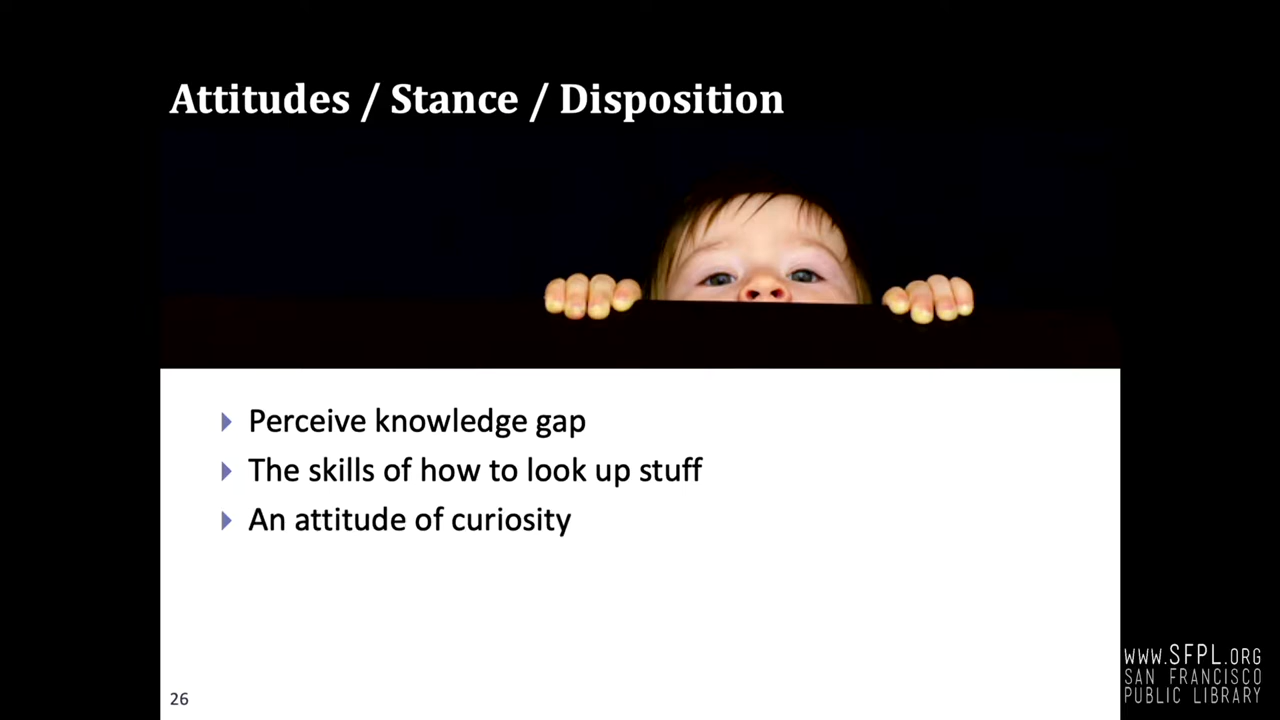 Attitudes / Stance / Disposition
Perceive knowledge gap
The skills of how to look up stuff
An attitude of curiosity
26
WWW.SFPL.ORG
SAN FRANCISCO
PUBLIC LIBRARY